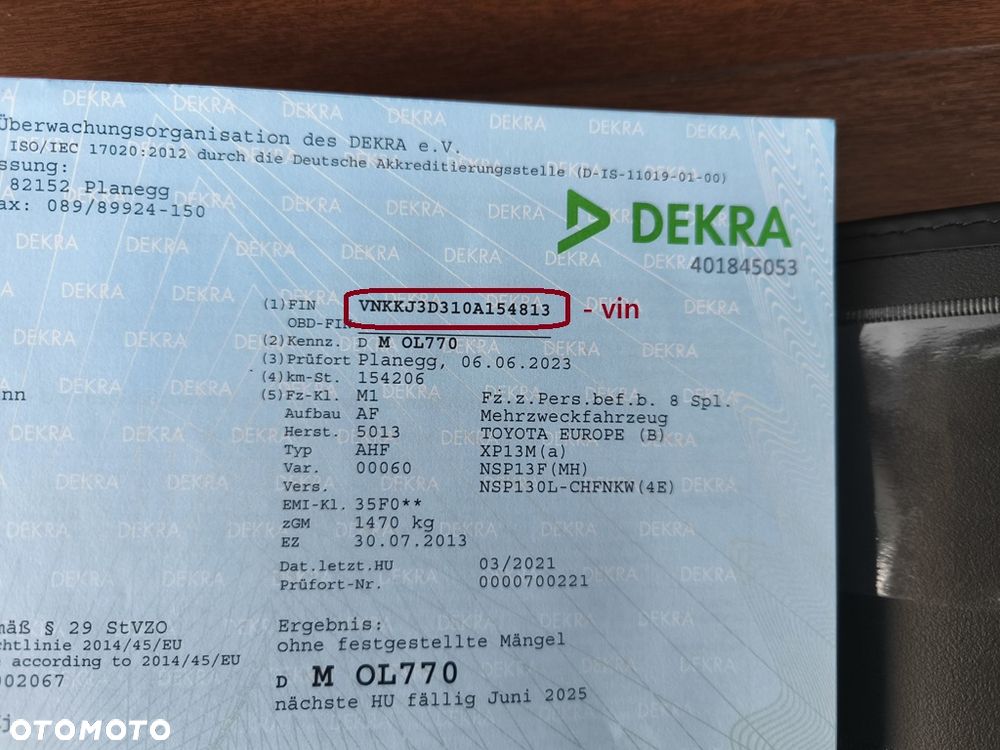 Überwachungsorganisation des DEKRA e.V.
ISO/IEC 17020:2012 durch die Deutsche Akkreditierungsstelle (D-IS-11019-01-00)
ssung:
82152 Planegg
ax: 089/89924-150
DEKRA
401845053
(1) FIN VNKKJ3D310A154813 - vin
OBD-FIN
(2) Kennz. D M OL770
(3) Prüfort Planegg, 06.06.2023
(4) km-St. 154206
nn
(5) Fz-Kl. M1 Fz.z.Pers.bef.b. 8 Spl.
Aufbau AF Mehrzweckfahrzeug
Herst. 5013 TOYOTA EUROPE (B)
Typ AHF XP13M(a)
Var. 00060 NSP13F(MH)
Vers. NSP130L-CHFNKW(4E)
EMI-Kl. 35F0**
zGM 1470 kg
EZ 30.07.2013
Dat.letzt.HU 03/2021
Prüfort-Nr. 0000700221
mäß § 29 StVZO
chtlinie 2014/45/EU
according to 2014/45/EU
002067
Ergebnis:
ohne festgestellte Mängel
D M OL770
nächste HU fällig Juni 2025
OTOMOTO